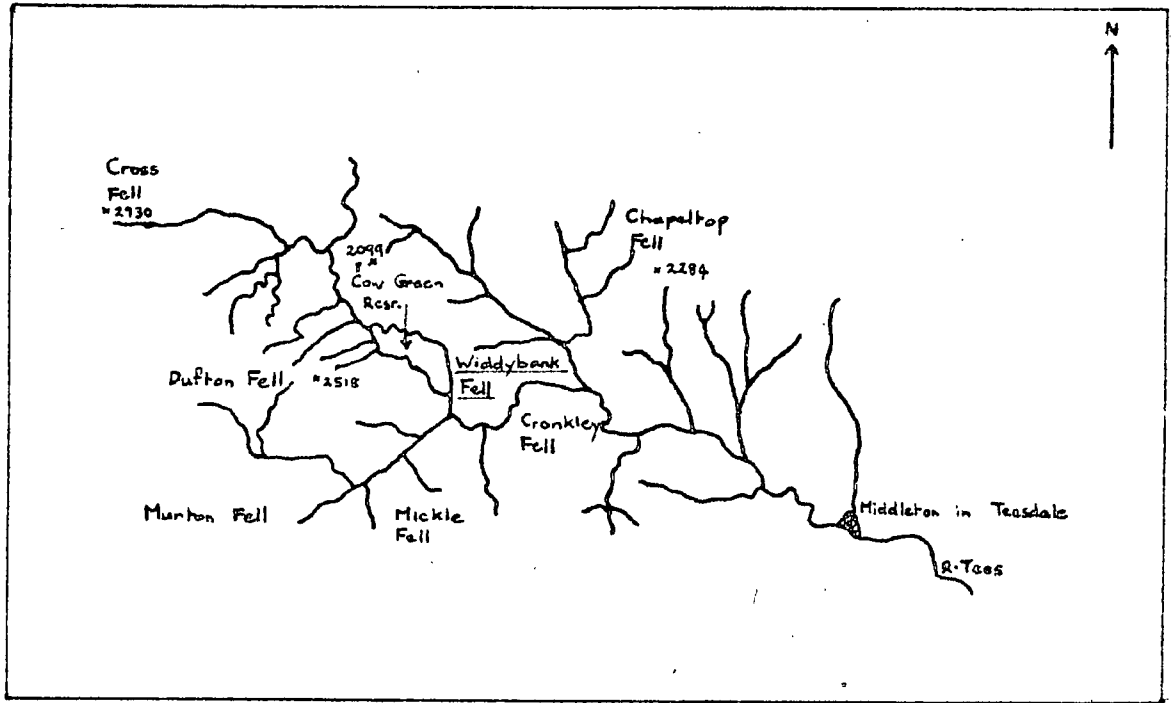 N
Cross
Fell
×2930
Chapeltop
Fell
×2284
2099
Cow Green
Resr.
Widdybank
Fell
Dufton Fell
×2518
Cronkley
Fell
Murton Fell
Mickle
Fell
Middleton in Teesdale
R. Tees